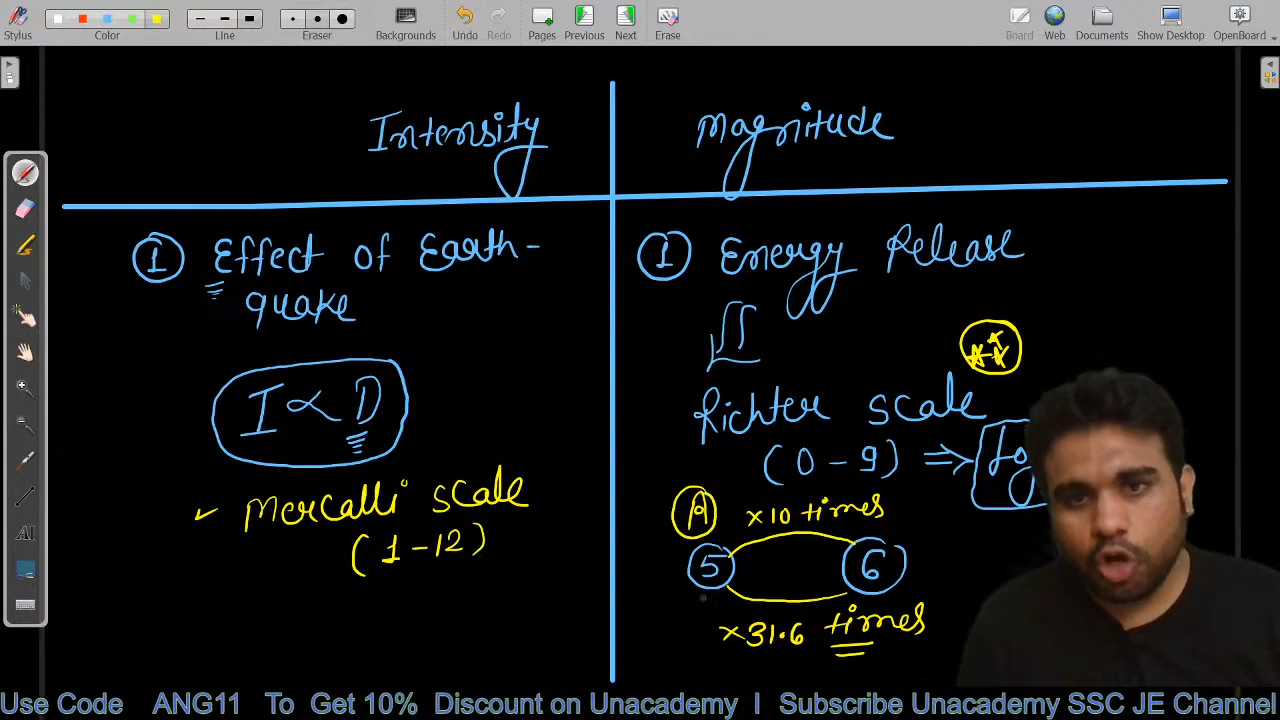 Stylus Color Line Eraser Backgrounds Undo Redo Pages Previous Next Erase Board Web Documents Show Desktop OpenBoard
Intensity
Magnitude
1 Effect of Earth-
quake
I ∝ D
✓ Mercalli scale
(1-12)
1 Energy Release
Richter scale
(0-9) ⇒ log
A ×10 times
5 6
×31.6 times
AI
Use Code ANG11 To Get 10% Discount on Unacademy I Subscribe Unacademy SSC JE Channel